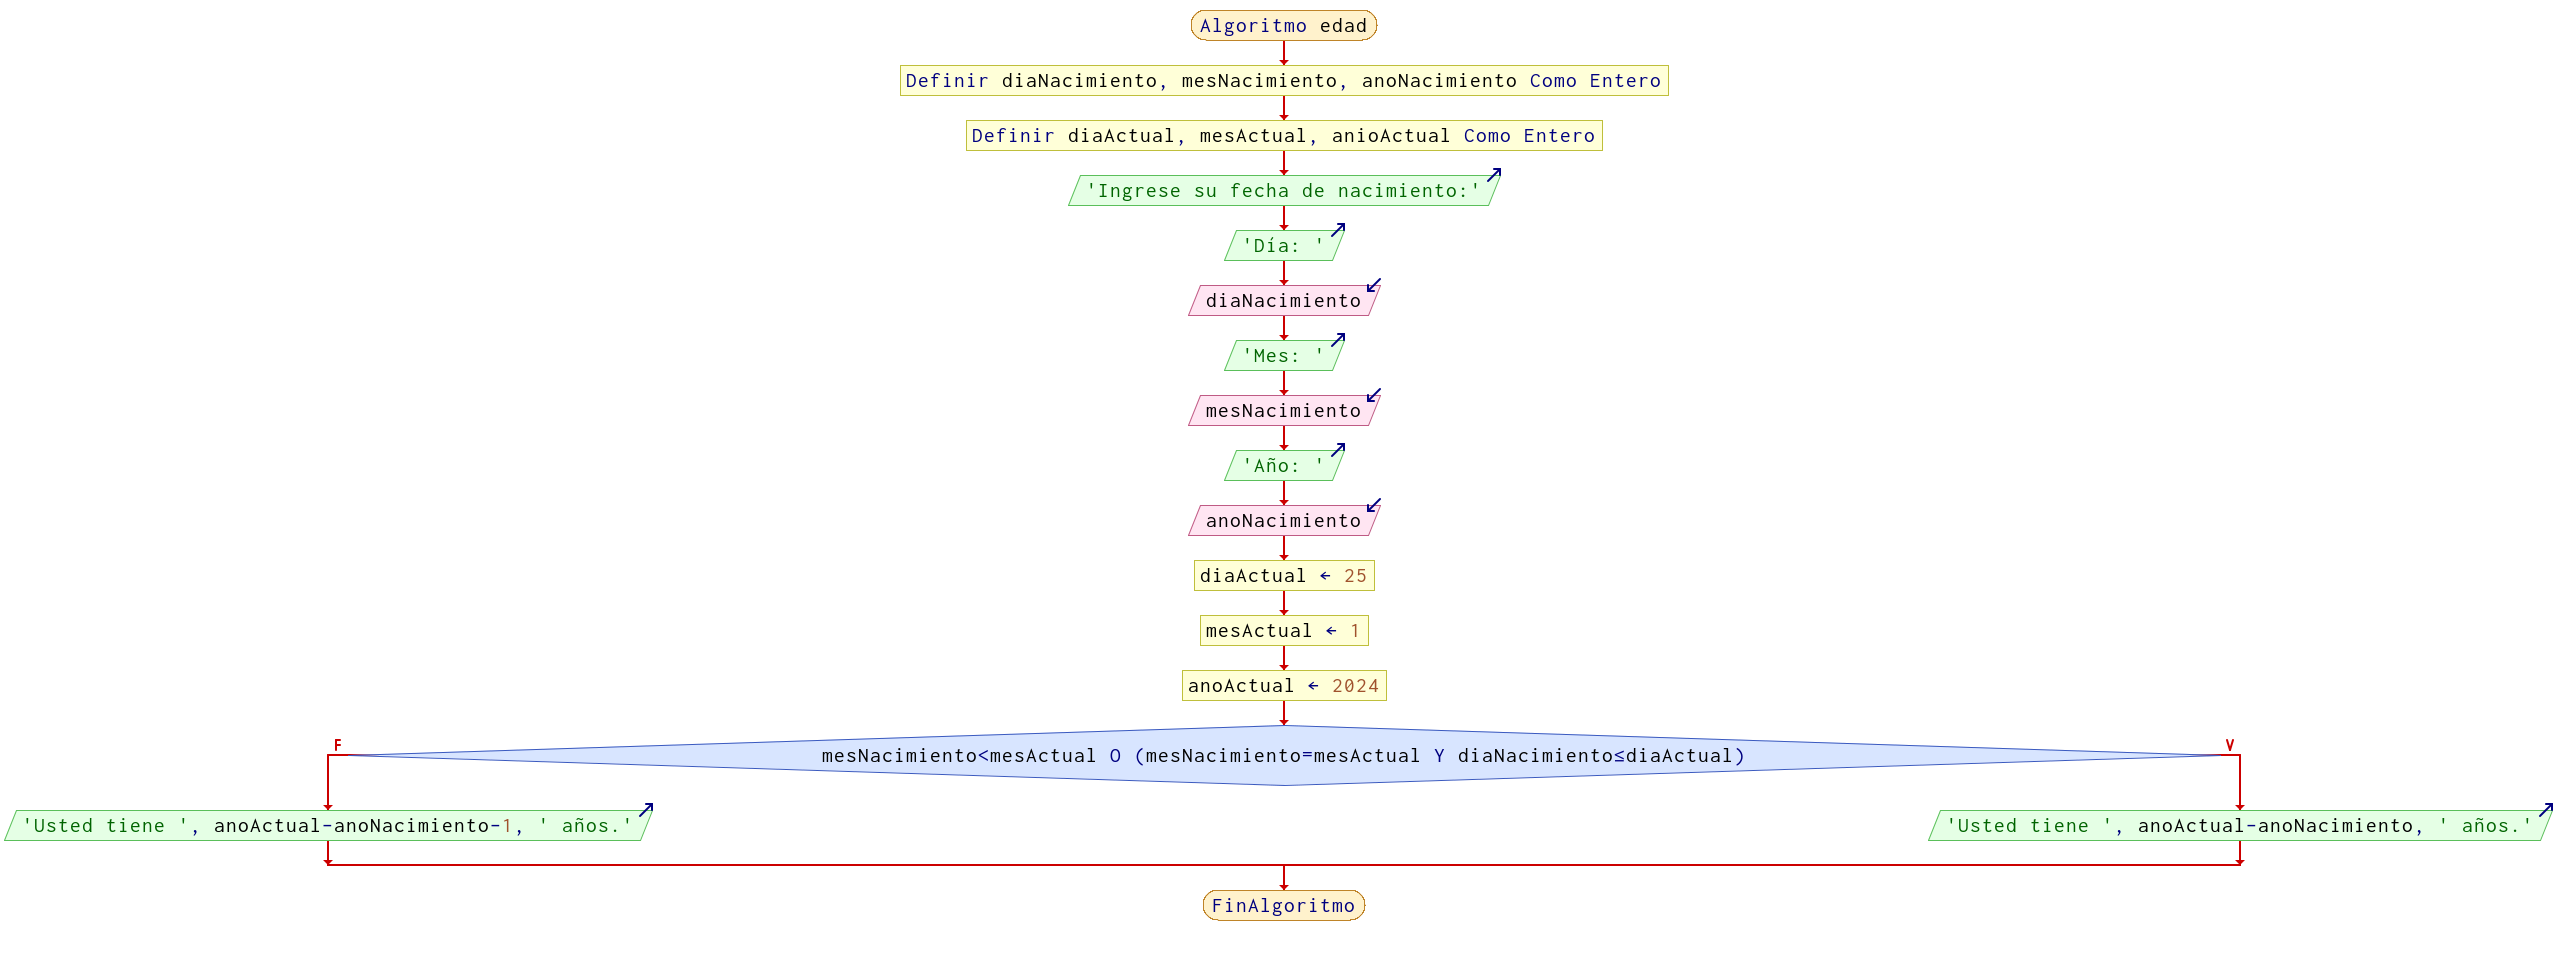 Algoritmo edad
Definir diaNacimiento, mesNacimiento, anoNacimiento Como Entero
Definir diaActual, mesActual, anioActual Como Entero
'Ingrese su fecha de nacimiento:'
'Día: '
diaNacimiento
'Mes: '
mesNacimiento
'Año: '
anoNacimiento
diaActual ← 25
mesActual ← 1
anoActual ← 2024
F
V
mesNacimiento<mesActual O (mesNacimiento=mesActual Y diaNacimiento≤diaActual)
'Usted tiene ', anoActual-anoNacimiento-1, ' años.'
'Usted tiene ', anoActual-anoNacimiento, ' años.'
FinAlgoritmo